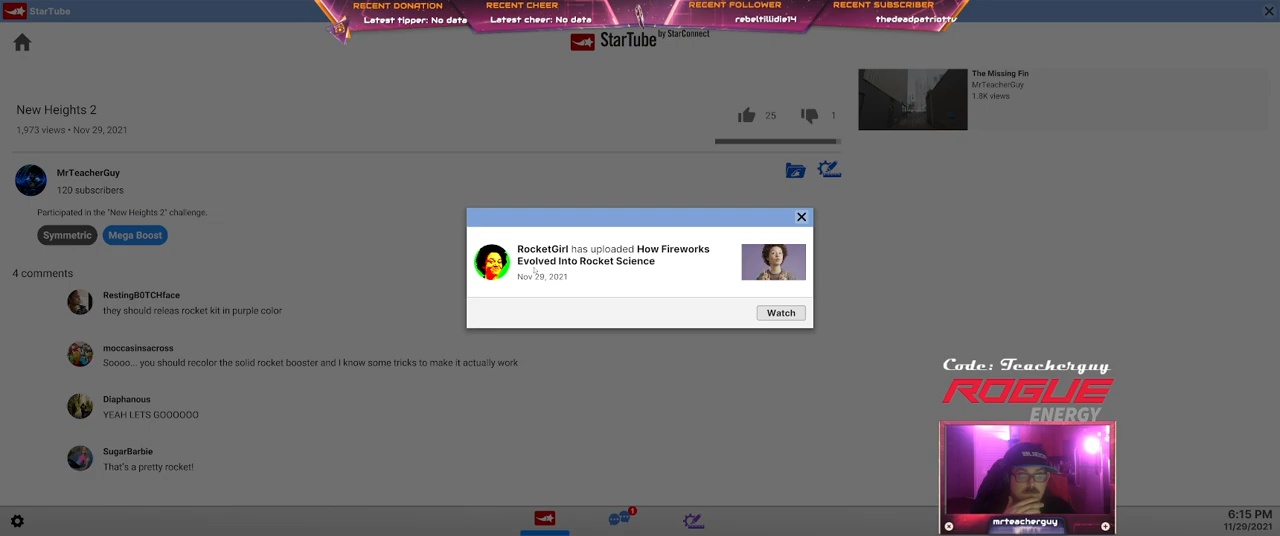 StarTube
RECENT DONATION
Latest tipper: No data
RECENT CHEER
Latest cheer: No data
RECENT FOLLOWER
rebeltillidie14
RECENT SUBSCRIBER
thedeadpatriottv
StarTube by StarConnect
New Heights 2
1,973 views • Nov 29, 2021
25
1
The Missing Fin
MrTeacherGuy
1.8K views
MrTeacherGuy
120 subscribers
Participated in the "New Heights 2" challenge.
Symmetric
Mega Boost
RocketGirl has uploaded How Fireworks
Evolved Into Rocket Science
Nov 29, 2021
Watch
4 comments
RestingB0TCHface
they should releas rocket kit in purple color
moccasinsacross
Soooo... you should recolor the solid rocket booster and I know some tricks to make it actually work
Diaphanous
YEAH LETS GOOOOOO
SugarBarbie
That's a pretty rocket!
Code: Teacherguy
ROGUE
ENERGY
mrteacherguy
1
6:15 PM
11/29/2021